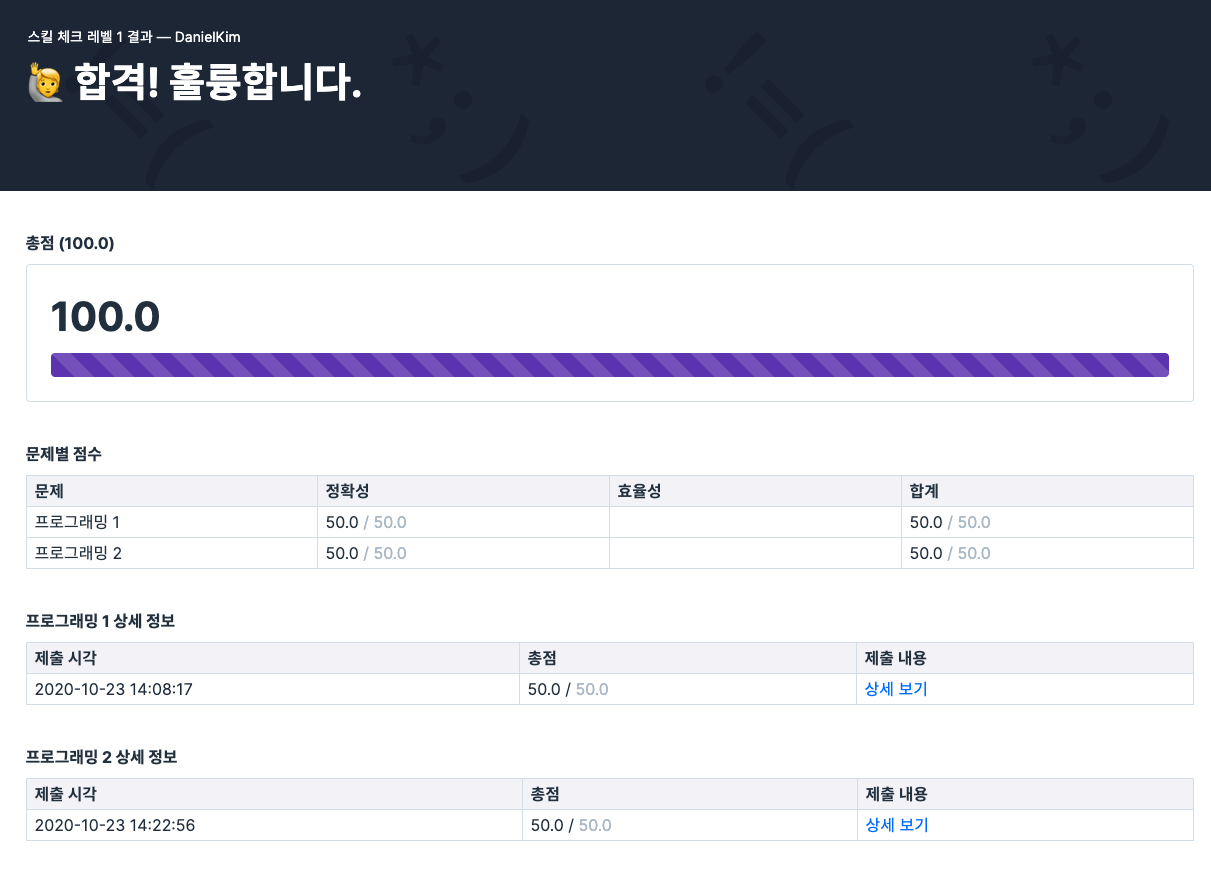 스킬 체크 레벨 1 결과 — DanielKim
합격! 훌륭합니다.
총점 (100.0)
100.0
문제별 점수
문제 정확성 효율성 합계
프로그래밍 1 50.0 / 50.0 50.0 / 50.0
프로그래밍 2 50.0 / 50.0 50.0 / 50.0
프로그래밍 1 상세 정보
제출 시각 총점 제출 내용
2020-10-23 14:08:17 50.0 / 50.0 상세 보기
프로그래밍 2 상세 정보
제출 시각 총점 제출 내용
2020-10-23 14:22:56 50.0 / 50.0 상세 보기